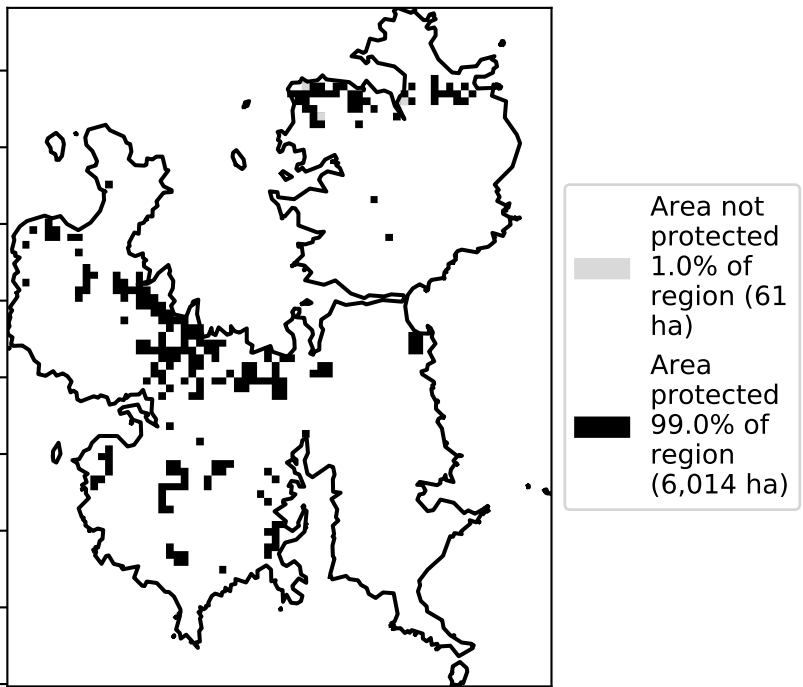 Area not
protected
1.0% of
region (61
ha)
Area
protected
99.0% of
region
(6,014 ha)